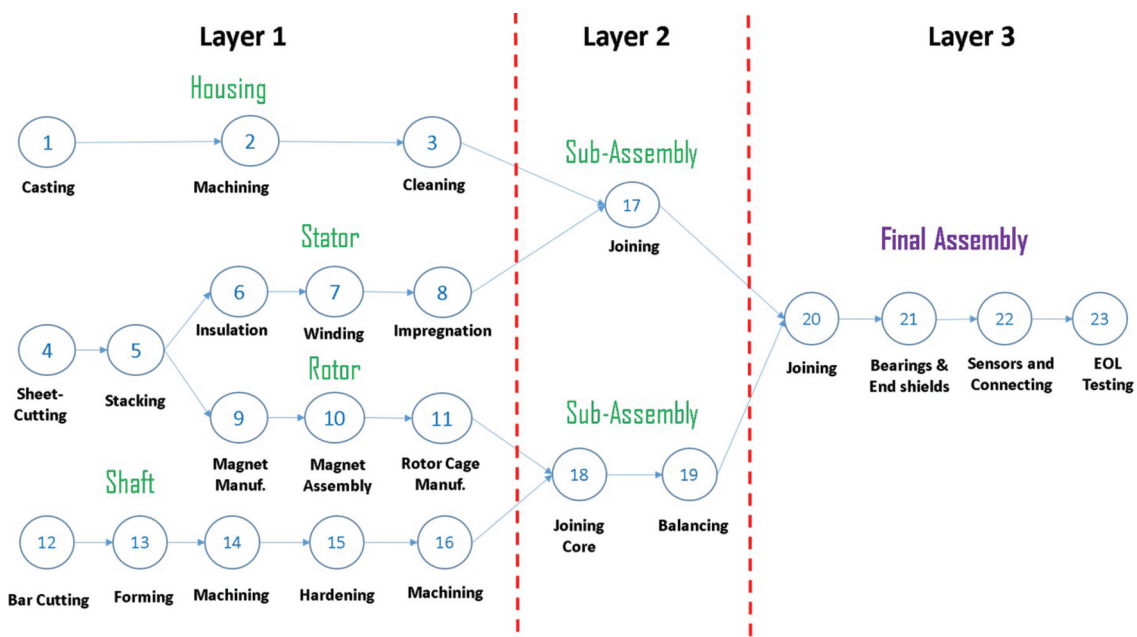 Layer 1
Layer 2
Layer 3
Housing
1
2
3
Casting
Machining
Cleaning
Sub-Assembly
17
Joining
Stator
6
7
8
Insulation
Winding
Impregnation
4
5
Sheet-
Cutting
Stacking
Rotor
9
10
11
Magnet
Manuf.
Magnet
Assembly
Rotor Cage
Manuf.
Shaft
12
13
14
15
16
Bar Cutting
Forming
Machining
Hardening
Machining
Sub-Assembly
18
19
Joining
Core
Balancing
Final Assembly
20
21
22
23
Joining
Bearings &
End shields
Sensors and
Connecting
EOL
Testing